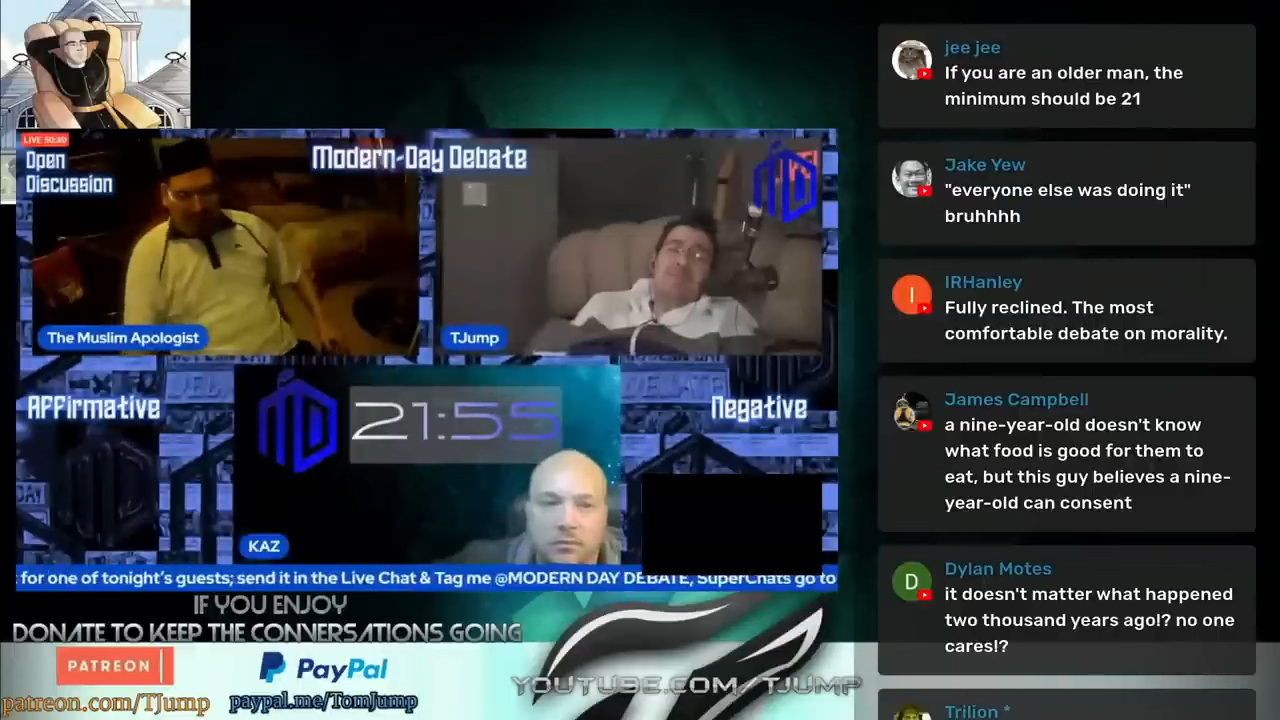 LIVE
Open
Discussion
Modern-Day Debate
The Muslim Apologist
TJump
Affirmative
Negative
21:55
KAZ
for one of tonight's guests; send it in the Live Chat & Tag me @MODERN DAY DEBATE, SuperChats go to
IF YOU ENJOY
DONATE TO KEEP THE CONVERSATIONS GOING
PATREON
PayPal
patreon.com/TJump
paypal.me/TomJump
YOUTUBE.COM/TJUMP
jee jee
If you are an older man, the
minimum should be 21
Jake Yew
"everyone else was doing it"
bruhhhh
IRHanley
Fully reclined. The most
comfortable debate on morality.
James Campbell
a nine-year-old doesn't know
what food is good for them to
eat, but this guy believes a nine-
year-old can consent
Dylan Motes
it doesn't matter what happened
two thousand years ago!? no one
cares!?
Trilion *